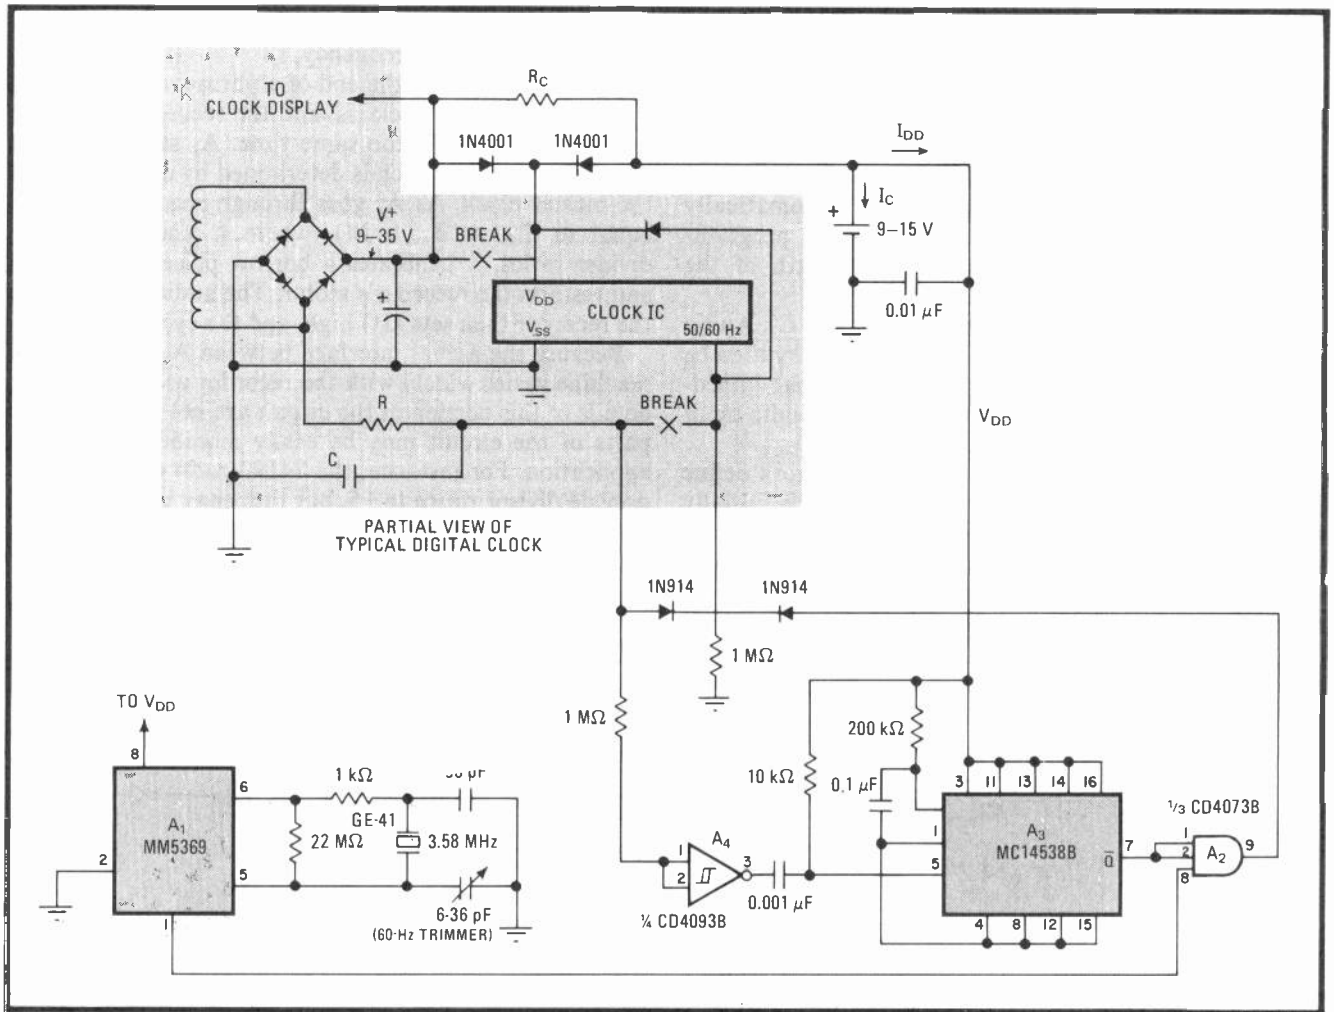 TO
CLOCK DISPLAY
R_C
1N4001 1N4001
I_DD
V+
9–35 V
BREAK
+
I_C
9–15 V
+
V_DD
V_SS
CLOCK IC
50/60 Hz
0.01 µF
R
BREAK
V_DD
C
PARTIAL VIEW OF
TYPICAL DIGITAL CLOCK
1N914 1N914
1 MΩ
TO V_DD
1 MΩ
200 kΩ
8
6
1 kΩ
10 kΩ
0.1 µF
3 11 13 14 16
GE-41
A1
MM5369
22 MΩ
3.58 MHz
1/3 CD4073B
2
5
A4
1
2
3
0.001 µF
1
5
A3
MC14538B
7
Q̅
1
2
8
A2
9
1
6-36 pF
(60-Hz TRIMMER)
¼ CD4093B
4 8 12 15